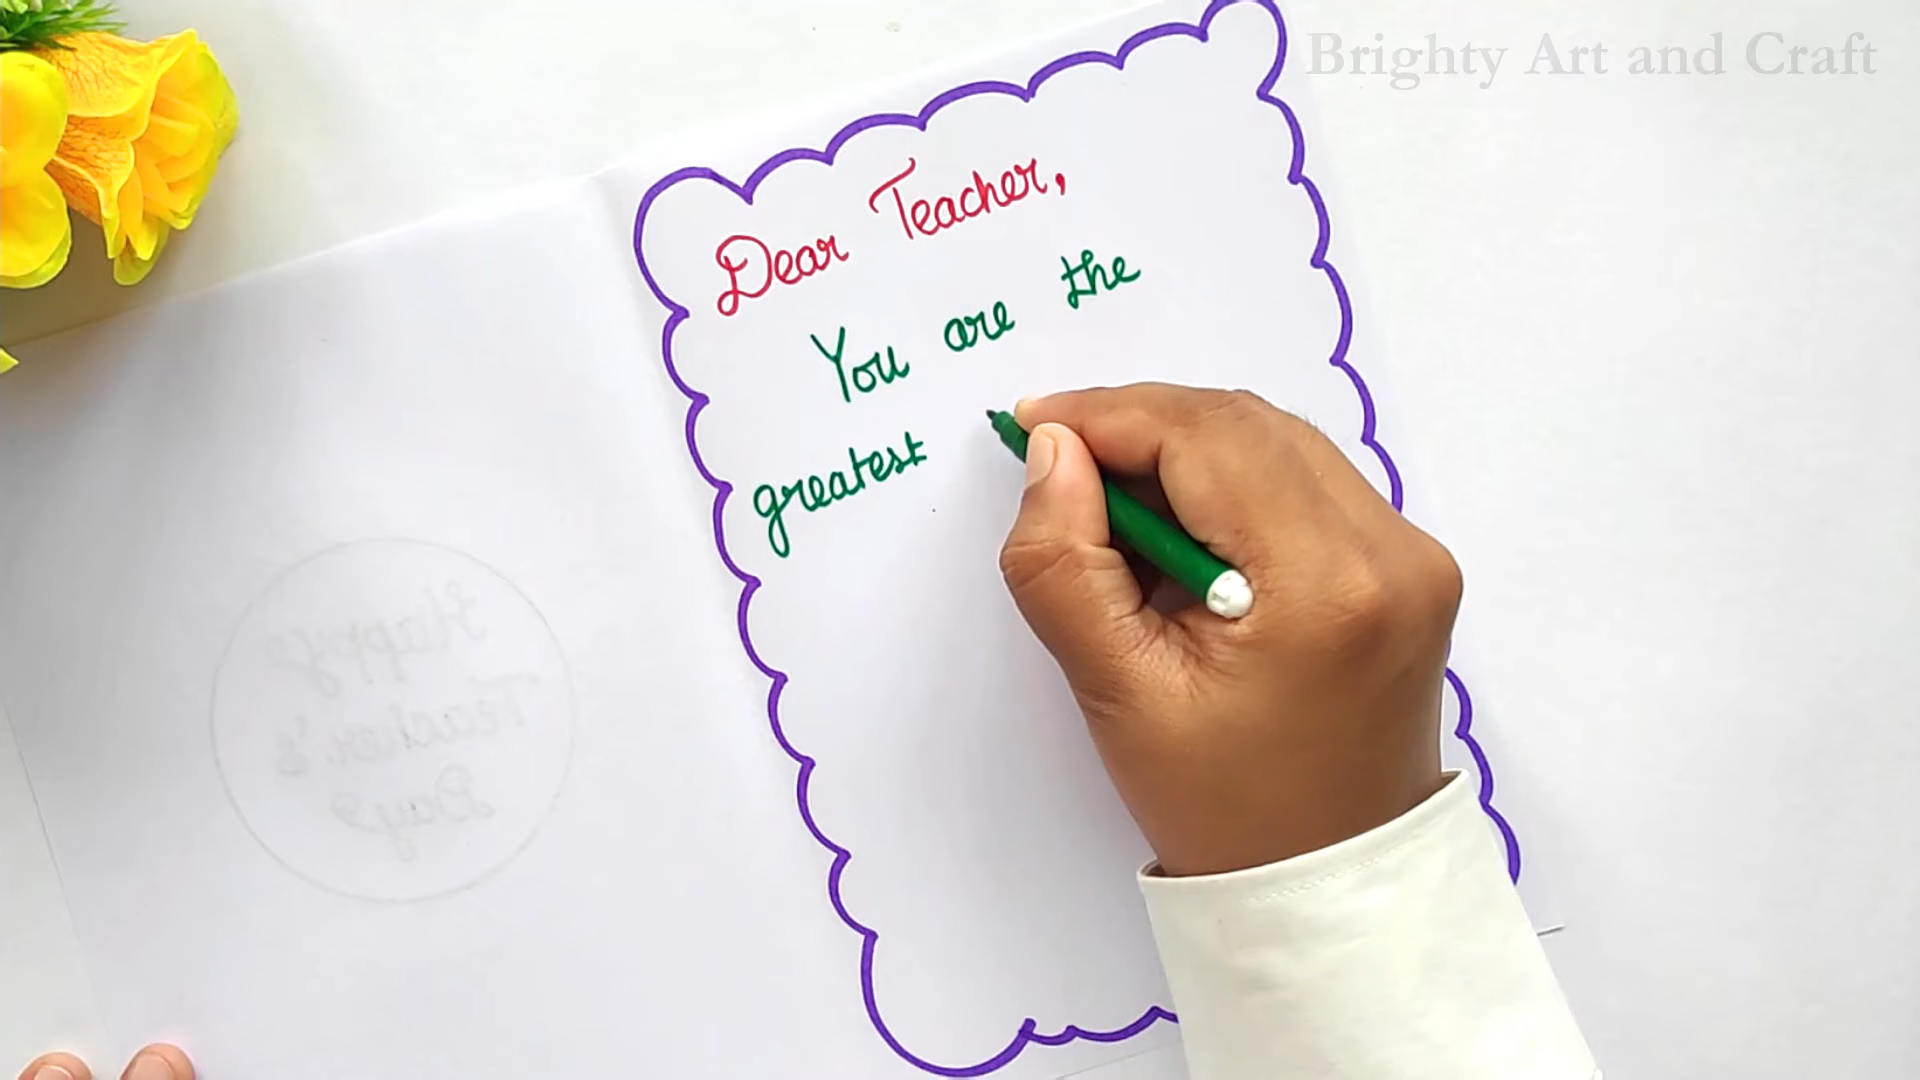 Brighty Art and Craft
Dear Teacher,
You are the
greatest
Happy
Teacher's
Day